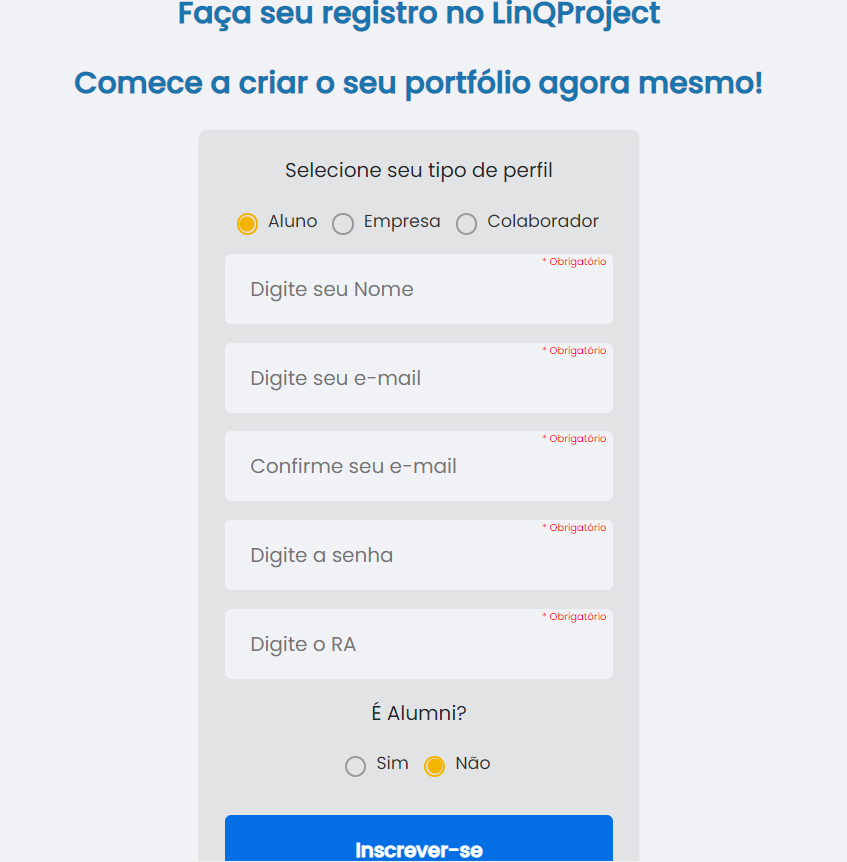 Faça seu registro no LinQProject
Comece a criar o seu portfólio agora mesmo!
Selecione seu tipo de perfil
Aluno Empresa Colaborador
* Obrigatório
Digite seu Nome
* Obrigatório
Digite seu e-mail
* Obrigatório
Confirme seu e-mail
* Obrigatório
Digite a senha
* Obrigatório
Digite o RA
É Alumni?
Sim Não
Inscrever-se